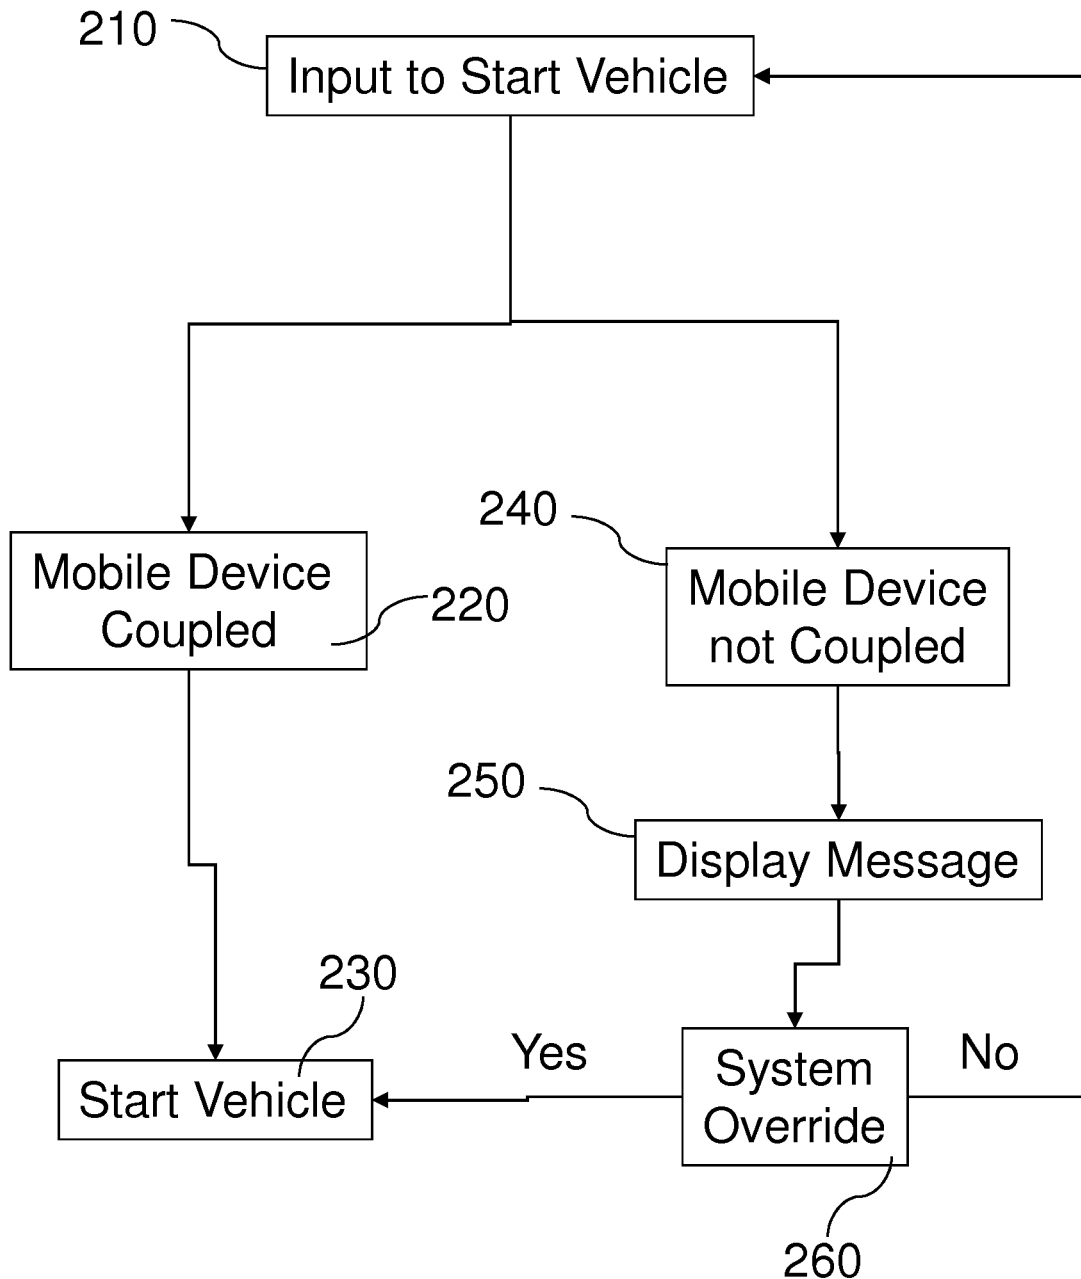 210
Input to Start Vehicle
240
Mobile Device
Coupled
220
Mobile Device
not Coupled
250
Display Message
230
Yes
No
System
Override
Start Vehicle
260